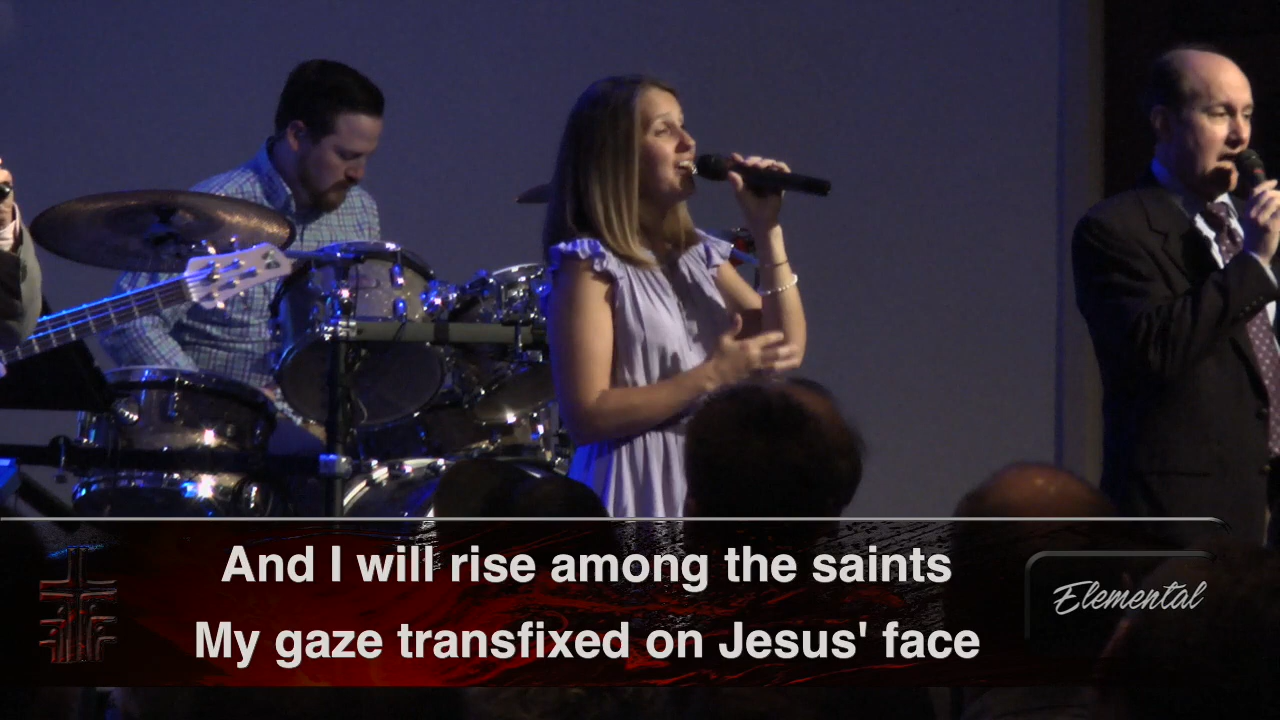 And I will rise among the saints
My gaze transfixed on Jesus' face
Elemental